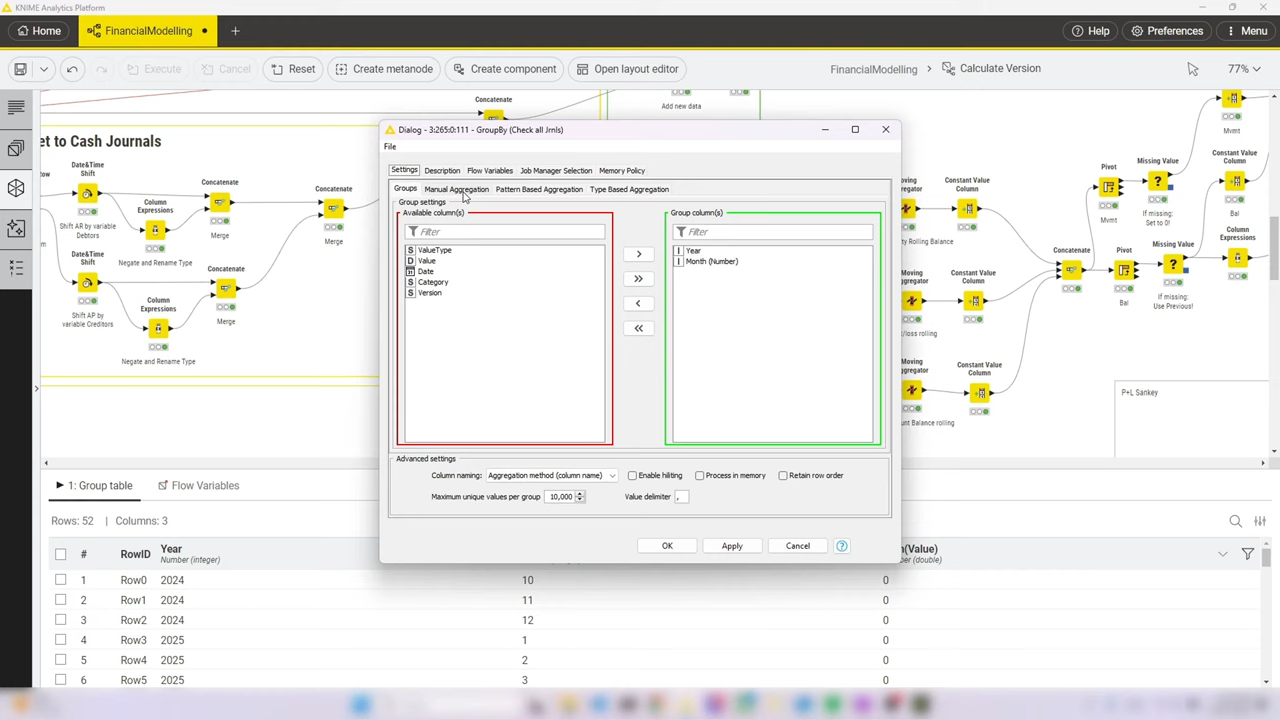 KNIME Analytics Platform
Home
FinancialModelling
+
Help
Preferences
Menu
Execute
Cancel
Reset
Create metanode
Create component
Open layout editor
FinancialModelling > Calculate Version
77%
Concatenate
Add new data
et to Cash Journals
Date&Time
Shift
Shift AR by variable
Debtors
Column
Expressions
Negate and Rename Type
Concatenate
Merge
Concatenate
Merge
Date&Time
Shift
Shift AP by
variable Creditors
Column
Expressions
Negate and Rename Type
Concatenate
Merge
Dialog - 3:265:0:111 - GroupBy (Check all Jrnls)
File
Settings Description Flow Variables Job Manager Selection Memory Policy
Groups Manual Aggregation Pattern Based Aggregation Type Based Aggregation
Group settings
Available column(s)
Filter
S ValueType
D Value
Date
S Category
S Version
Group column(s)
Filter
I Year
I Month (Number)
Advanced settings
Column naming: Aggregation method (column name) Enable hiliting Process in memory Retain row order
Maximum unique values per group 10,000 Value delimiter ,
OK Apply Cancel ?
Mvmt
Pivot
Mvmt
Missing Value
If missing:
Set to 0!
Constant Value
Column
Bal
Constant Value
Column
ty Rolling Balance
Concatenate
Pivot
Bal
Missing Value
If missing:
Use Previous!
Column
Expressions
Moving
Aggregator
/loss rolling
Constant Value
Column
Moving
Aggregator
unt Balance rolling
Constant Value
Column
P+L Sankey
1: Group table
Flow Variables
Rows: 52 | Columns: 3
# RowID Year
Number (integer)
(Value)
er (double)
1 Row0 2024 10 0
2 Row1 2024 11 0
3 Row2 2024 12 0
4 Row3 2025 1 0
5 Row4 2025 2 0
6 Row5 2025 3 0